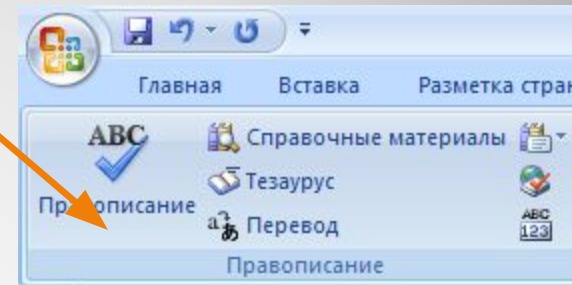 Главная Вставка Разметка стран
ABC Справочные материалы
Тезаурус
Правописание
Перевод
ABC
123
Правописание